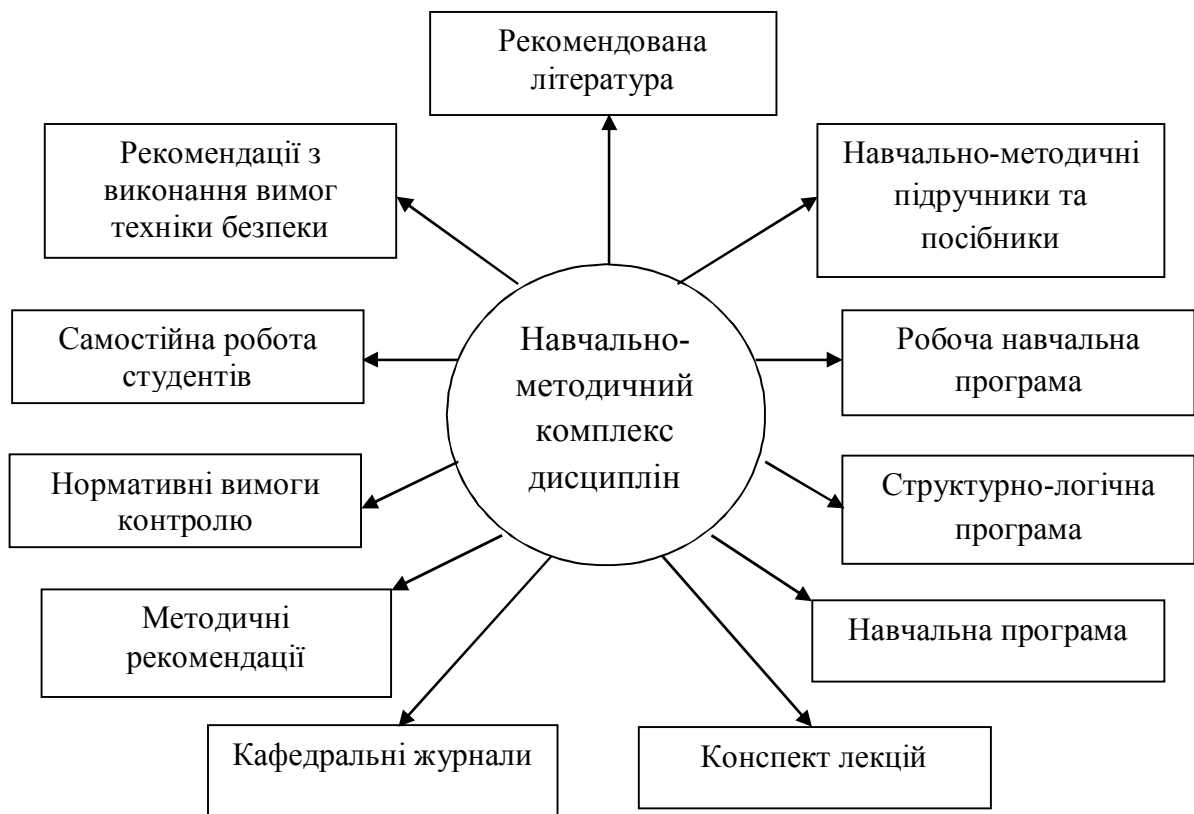 Рекомендована
література
Рекомендації з
виконання вимог
техніки безпеки
Навчально-методичні
підручники та
посібники
Самостійна робота
студентів
Навчально-
методичний
комплекс
дисциплін
Робоча навчальна
програма
Нормативні вимоги
контролю
Структурно-логічна
програма
Методичні
рекомендації
Навчальна програма
Кафедральні журнали
Конспект лекцій